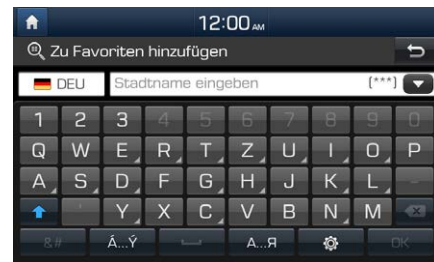 12:00 AM
Zu Favoriten hinzufügen
DEU Stadtname eingeben [***]
1 2 3 4 5 6 7 8 9 0
Q W E R T Z U I O P
A S D F G H J K L -
' Y X C V B N M
&# Á...Ý A...Я OK